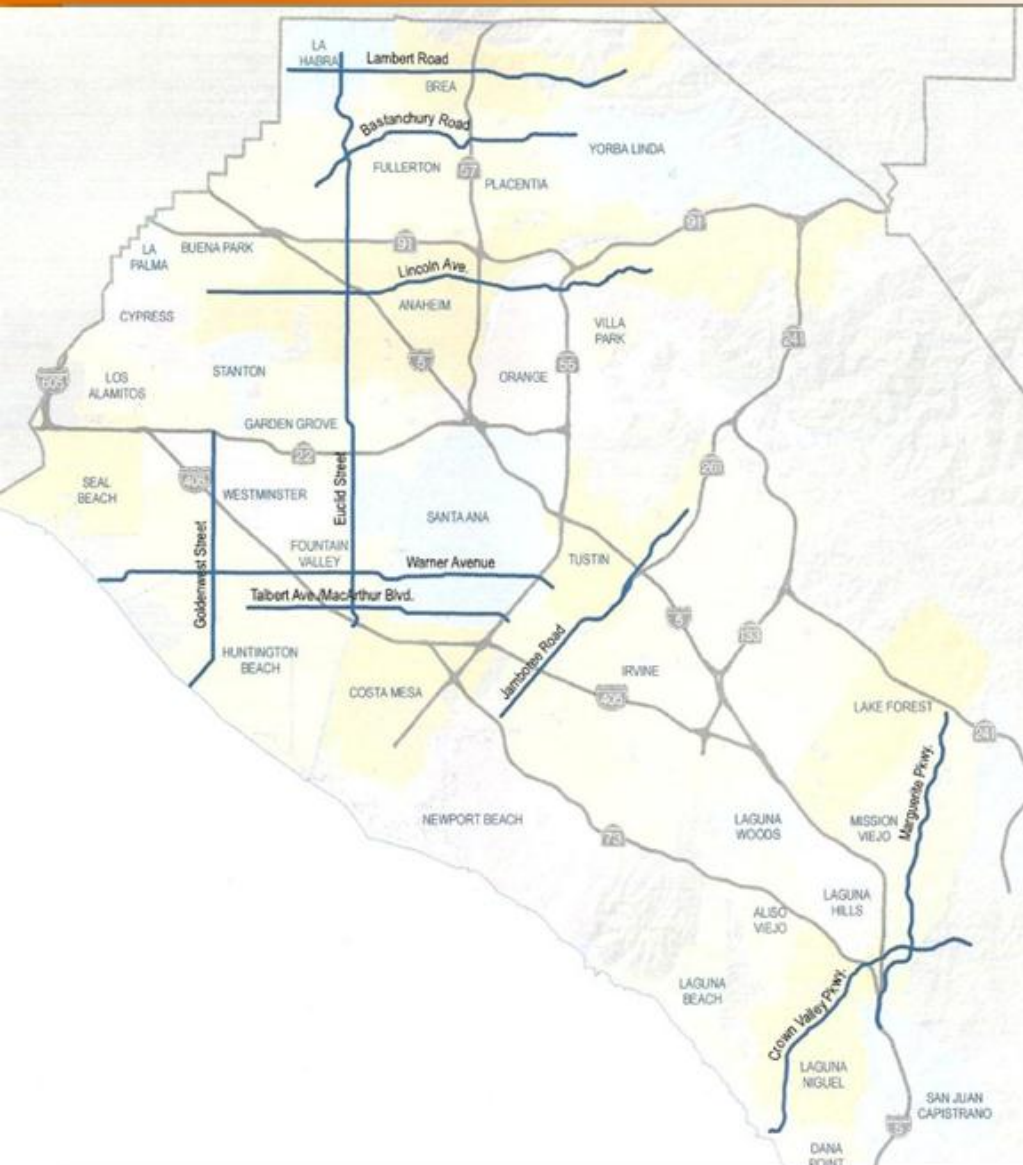 LA
HABRA
Lambert Road
BREA
Bastanchury Road
YORBA LINDA
FULLERTON
57
PLACENTIA
91
BUENA PARK
91
LA
PALMA
Lincoln Ave.
ANAHEIM
CYPRESS
VILLA
PARK
241
5
55
STANTON
ORANGE
605
LOS
ALAMITOS
GARDEN GROVE
22
261
405
SEAL
BEACH
WESTMINSTER
Euclid Street
SANTA ANA
FOUNTAIN
VALLEY
Warner Avenue
TUSTIN
Goldenwest Street
Talbert Ave./MacArthur Blvd.
5
133
HUNTINGTON
BEACH
Jamboree Road
IRVINE
COSTA MESA
405
LAKE FOREST
241
Marguerite Pkwy.
NEWPORT BEACH
LAGUNA
WOODS
MISSION
VIEJO
73
LAGUNA
HILLS
ALISO
VIEJO
LAGUNA
BEACH
Crown Valley Pkwy.
LAGUNA
NIGUEL
SAN JUAN
CAPISTRANO
5
DANA
POINT